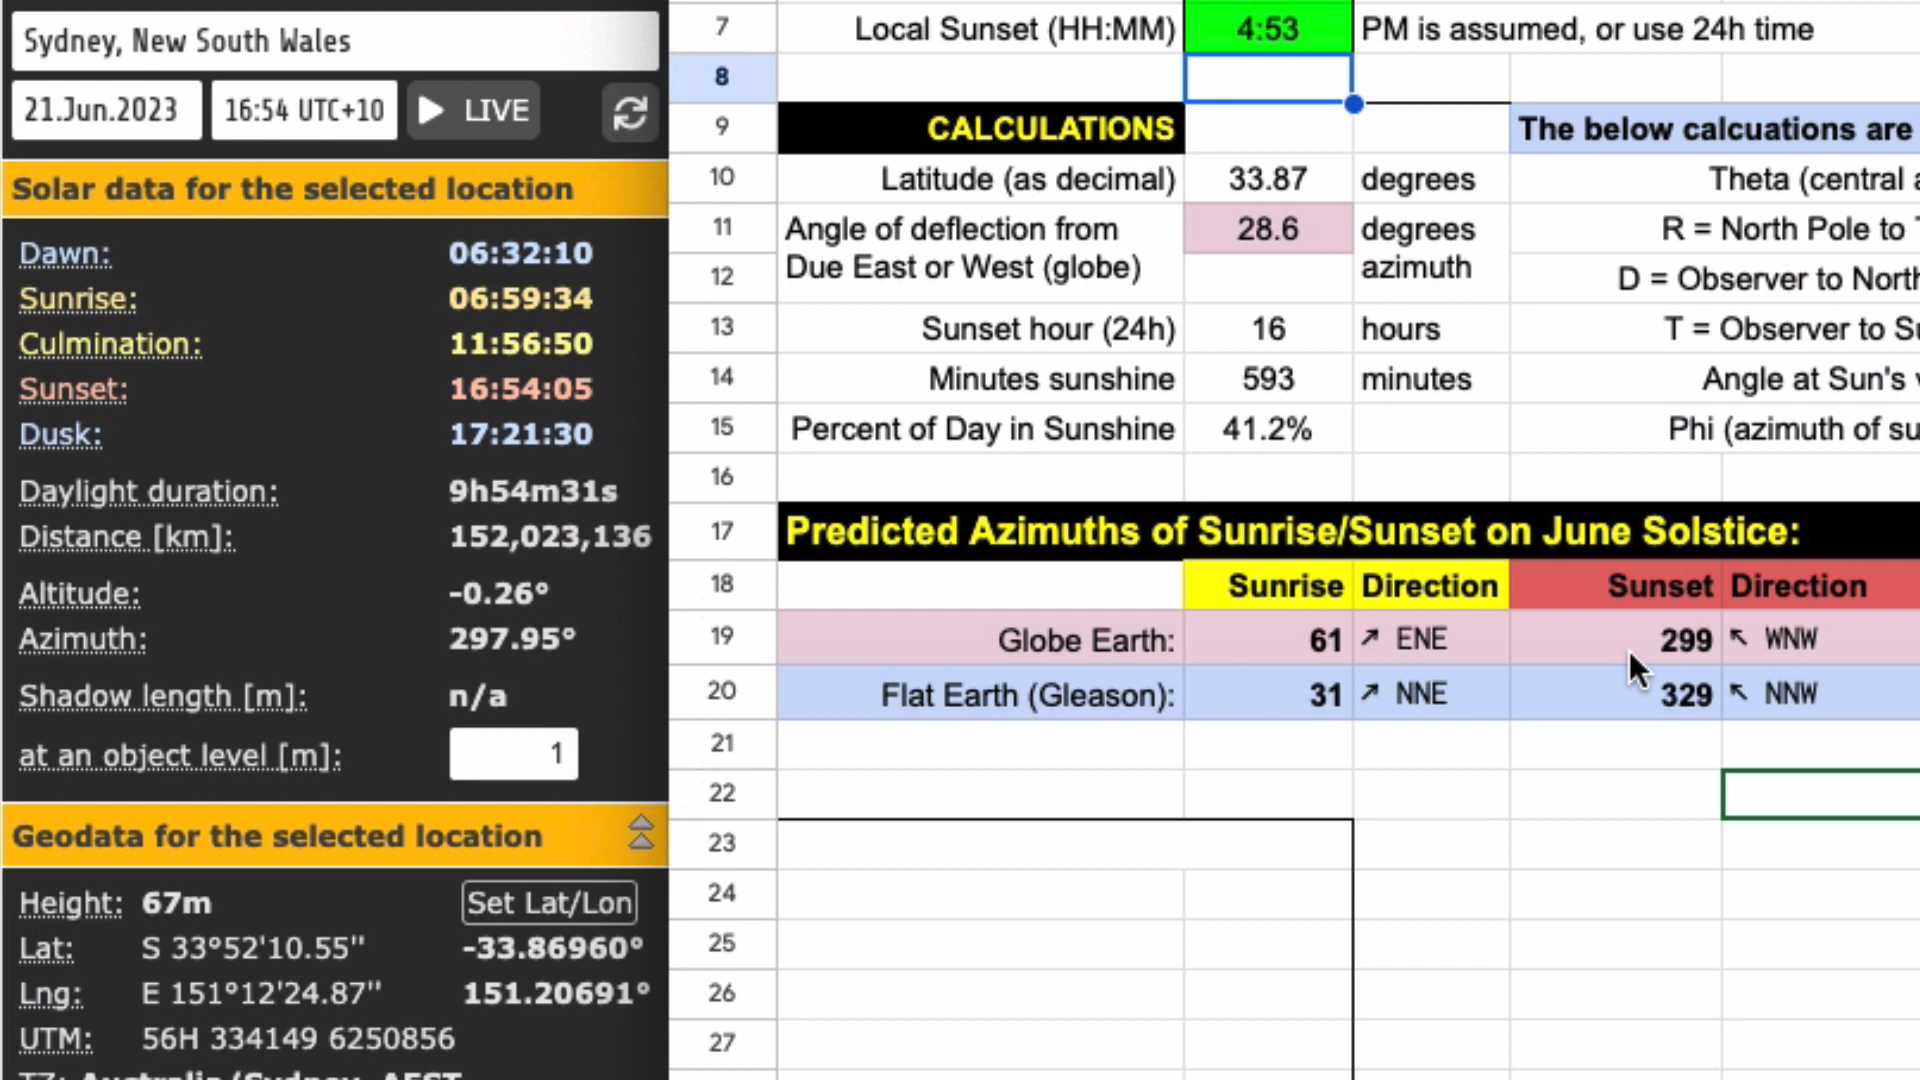 Sydney, New South Wales
21.Jun.2023 16:54 UTC+10 LIVE
Solar data for the selected location
Dawn: 06:32:10
Sunrise: 06:59:34
Culmination: 11:56:50
Sunset: 16:54:05
Dusk: 17:21:30
Daylight duration: 9h54m31s
Distance [km]: 152,023,136
Altitude: -0.26°
Azimuth: 297.95°
Shadow length [m]: n/a
at an object level [m]: 1
Geodata for the selected location
Height: 67m Set Lat/Lon
Lat: S 33°52'10.55'' -33.86960°
Lng: E 151°12'24.87'' 151.20691°
UTM: 56H 334149 6250856
TZ: Australia/Sydney, AEST
7 Local Sunset (HH:MM) 4:53 PM is assumed, or use 24h time
8
9 CALCULATIONS The below calcuations are
10 Latitude (as decimal) 33.87 degrees Theta (central a
11 Angle of deflection from 28.6 degrees R = North Pole to
12 Due East or West (globe) azimuth D = Observer to North
13 Sunset hour (24h) 16 hours T = Observer to Su
14 Minutes sunshine 593 minutes Angle at Sun's
15 Percent of Day in Sunshine 41.2% Phi (azimuth of su
16
17 Predicted Azimuths of Sunrise/Sunset on June Solstice:
18 Sunrise Direction Sunset Direction
19 Globe Earth: 61 ↗ ENE 299 ↖ WNW
20 Flat Earth (Gleason): 31 ↗ NNE 329 ↖ NNW
21
22
23
24
25
26
27